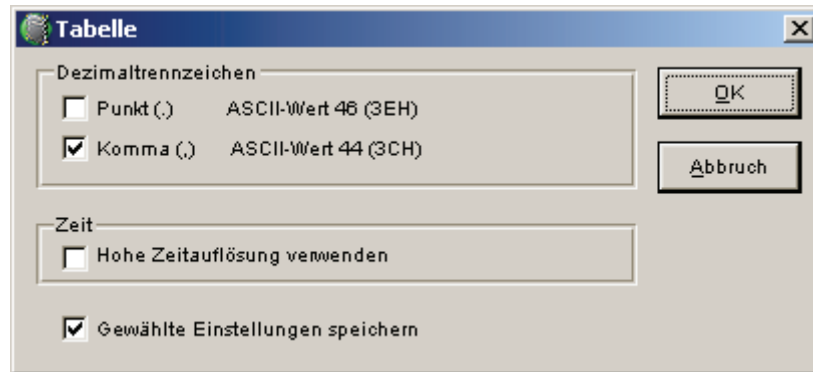 Tabelle
Dezimaltrennzeichen
Punkt (.) ASCII-Wert 46 (3EH)
Komma (,) ASCII-Wert 44 (3CH)
OK
Abbruch
Zeit
Hohe Zeitauflösung verwenden
Gewählte Einstellungen speichern